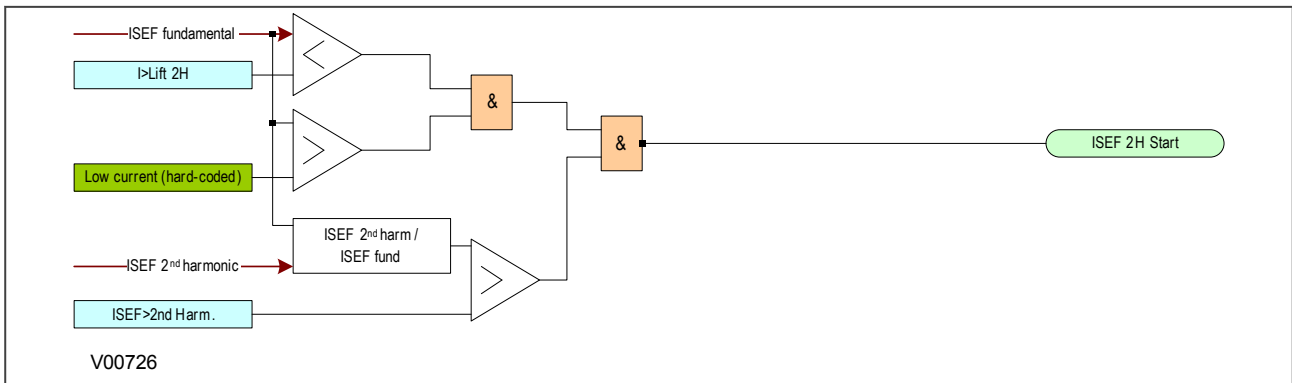 ISEF fundamental
I>Lift 2H
&
&
ISEF 2H Start
Low current (hard-coded)
ISEF 2nd harm /
ISEF fund
ISEF 2nd harmonic
ISEF>2nd Harm.
V00726